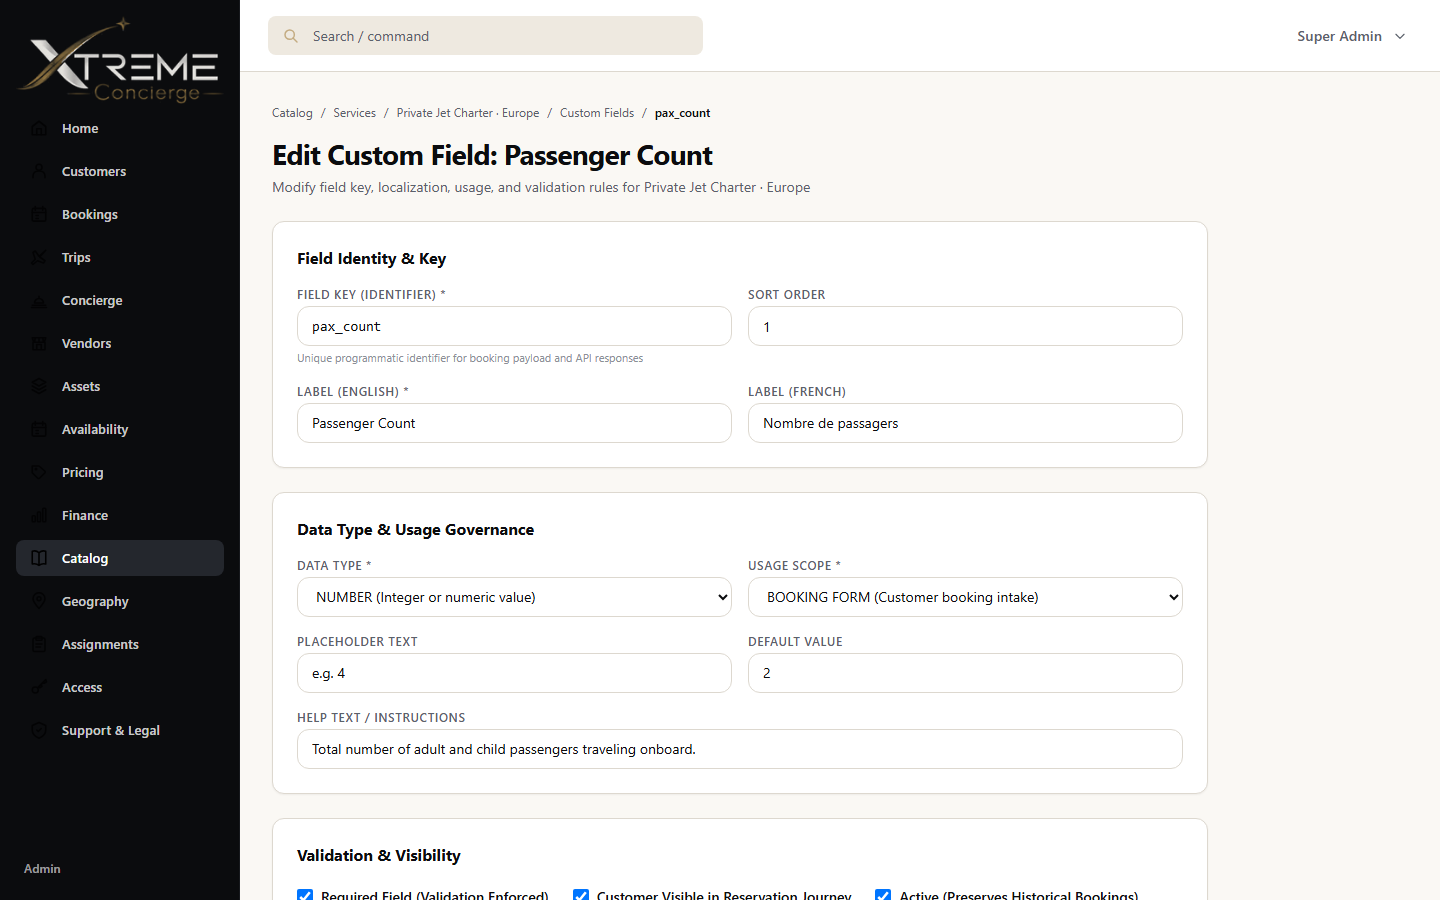 XTREME
Concierge
Home
Customers
Bookings
Trips
Concierge
Vendors
Assets
Availability
Pricing
Finance
Catalog
Geography
Assignments
Access
Support & Legal
Admin
Search / command
Super Admin
Catalog / Services / Private Jet Charter · Europe / Custom Fields / pax_count
Edit Custom Field: Passenger Count
Modify field key, localization, usage, and validation rules for Private Jet Charter · Europe
Field Identity & Key
FIELD KEY (IDENTIFIER) *
pax_count
Unique programmatic identifier for booking payload and API responses
SORT ORDER
1
LABEL (ENGLISH) *
Passenger Count
LABEL (FRENCH)
Nombre de passagers
Data Type & Usage Governance
DATA TYPE *
NUMBER (Integer or numeric value)
USAGE SCOPE *
BOOKING FORM (Customer booking intake)
PLACEHOLDER TEXT
e.g. 4
DEFAULT VALUE
2
HELP TEXT / INSTRUCTIONS
Total number of adult and child passengers traveling onboard.
Validation & Visibility
Required Field (Validation Enforced)
Customer Visible in Reservation Journey
Active (Preserves Historical Bookings)